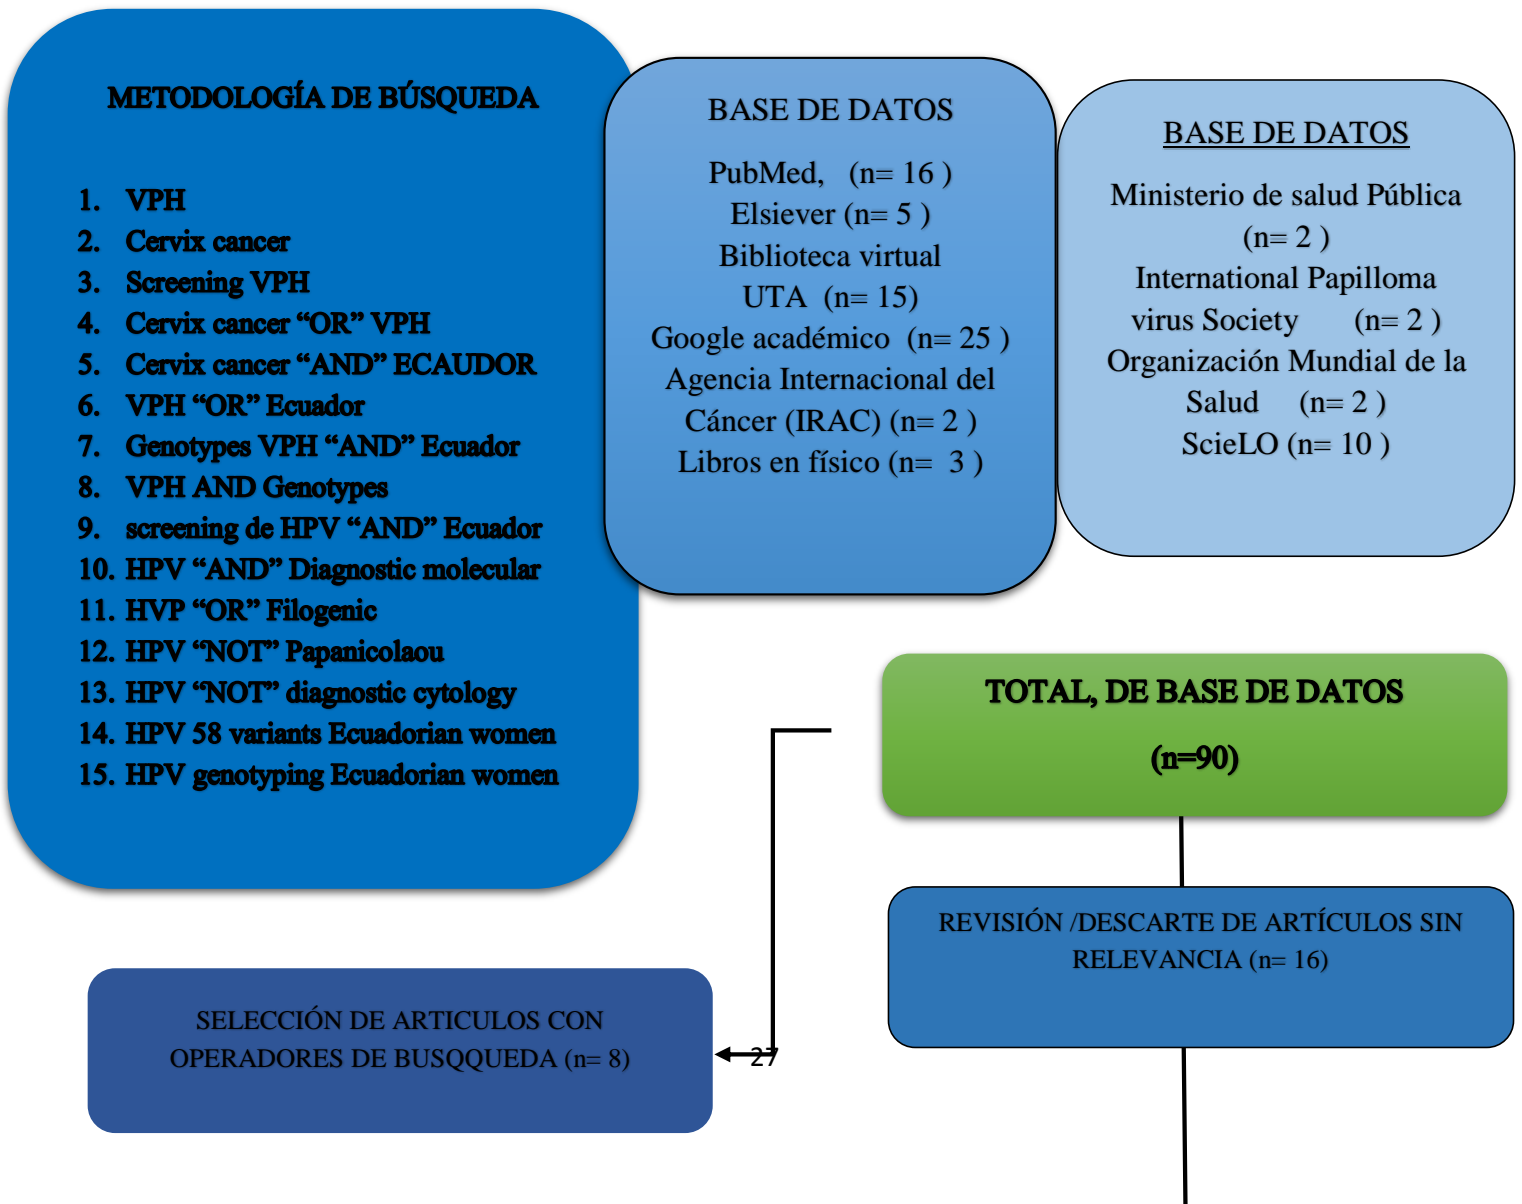 METODOLOGÍA DE BÚSQUEDA
1. VPH
2. Cervix cancer
3. Screening VPH
4. Cervix cancer “OR” VPH
5. Cervix cancer “AND” ECAUDOR
6. VPH “OR” Ecuador
7. Genotypes VPH “AND” Ecuador
8. VPH AND Genotypes
9. screening de HPV “AND” Ecuador
10. HPV “AND” Diagnostic molecular
11. HVP “OR” Filogenic
12. HPV “NOT” Papanicolaou
13. HPV “NOT” diagnostic cytology
14. HPV 58 variants Ecuadorian women
15. HPV genotyping Ecuadorian women
BASE DE DATOS
PubMed, (n= 16 )
Elsiever (n= 5 )
Biblioteca virtual
UTA (n= 15)
Google académico (n= 25 )
Agencia Internacional del
Cáncer (IRAC) (n= 2 )
Libros en físico (n= 3 )
BASE DE DATOS
Ministerio de salud Pública
(n= 2 )
International Papilloma
virus Society (n= 2 )
Organización Mundial de la
Salud (n= 2 )
ScieLO (n= 10 )
TOTAL, DE BASE DE DATOS
(n=90)
REVISIÓN /DESCARTE DE ARTÍCULOS SIN
RELEVANCIA (n= 16)
SELECCIÓN DE ARTICULOS CON
OPERADORES DE BUSQQUEDA (n= 8)
27